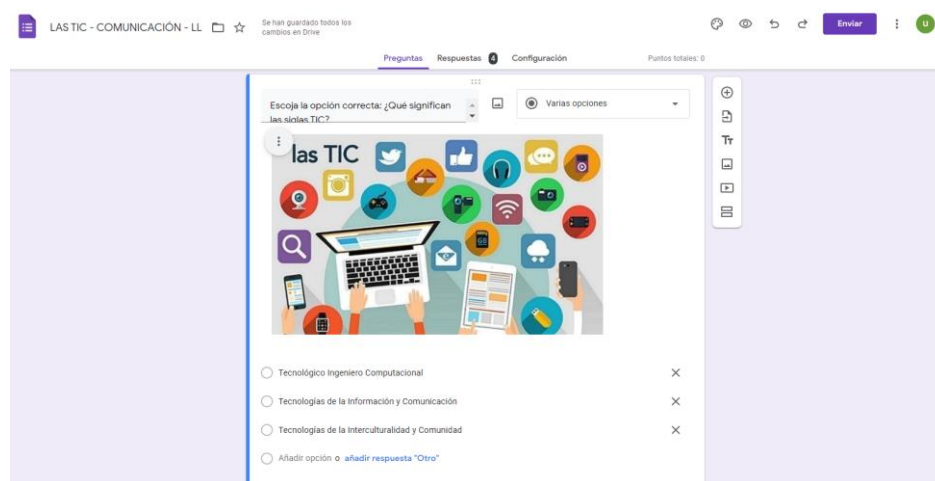 LAS TIC - COMUNICACIÓN - LL
Se han guardado todos los
cambios en Drive
Enviar
U
Preguntas Respuestas 4 Configuración Puntos totales: 0
Escoja la opción correcta: ¿Qué significan
las siglas TIC?
Varias opciones
Tт
las TIC
Tecnológico Ingeniero Computacional
Tecnologías de la Información y Comunicación
Tecnologías de la Interculturalidad y Comunidad
Añadir opción o añadir respuesta "Otro"